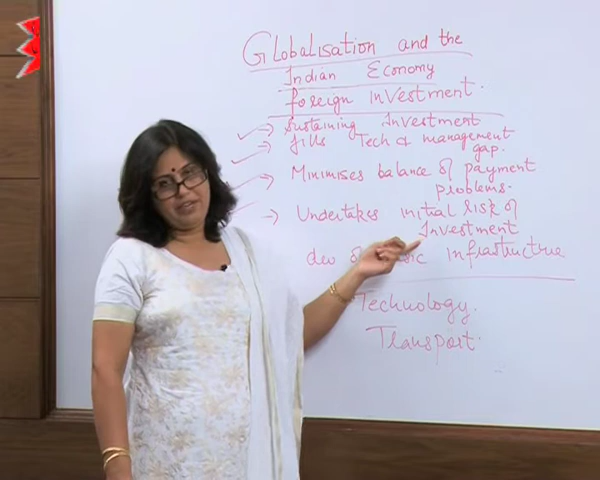 Globalisation and the
Indian Economy
foreign investment.
→ Sustaining Investment
→ fills Tech & management
gap.
→ Minimises balance of payment
problems.
→ Undertakes initial risk of
Investment
dev infrastructure
Technology.
Transport.